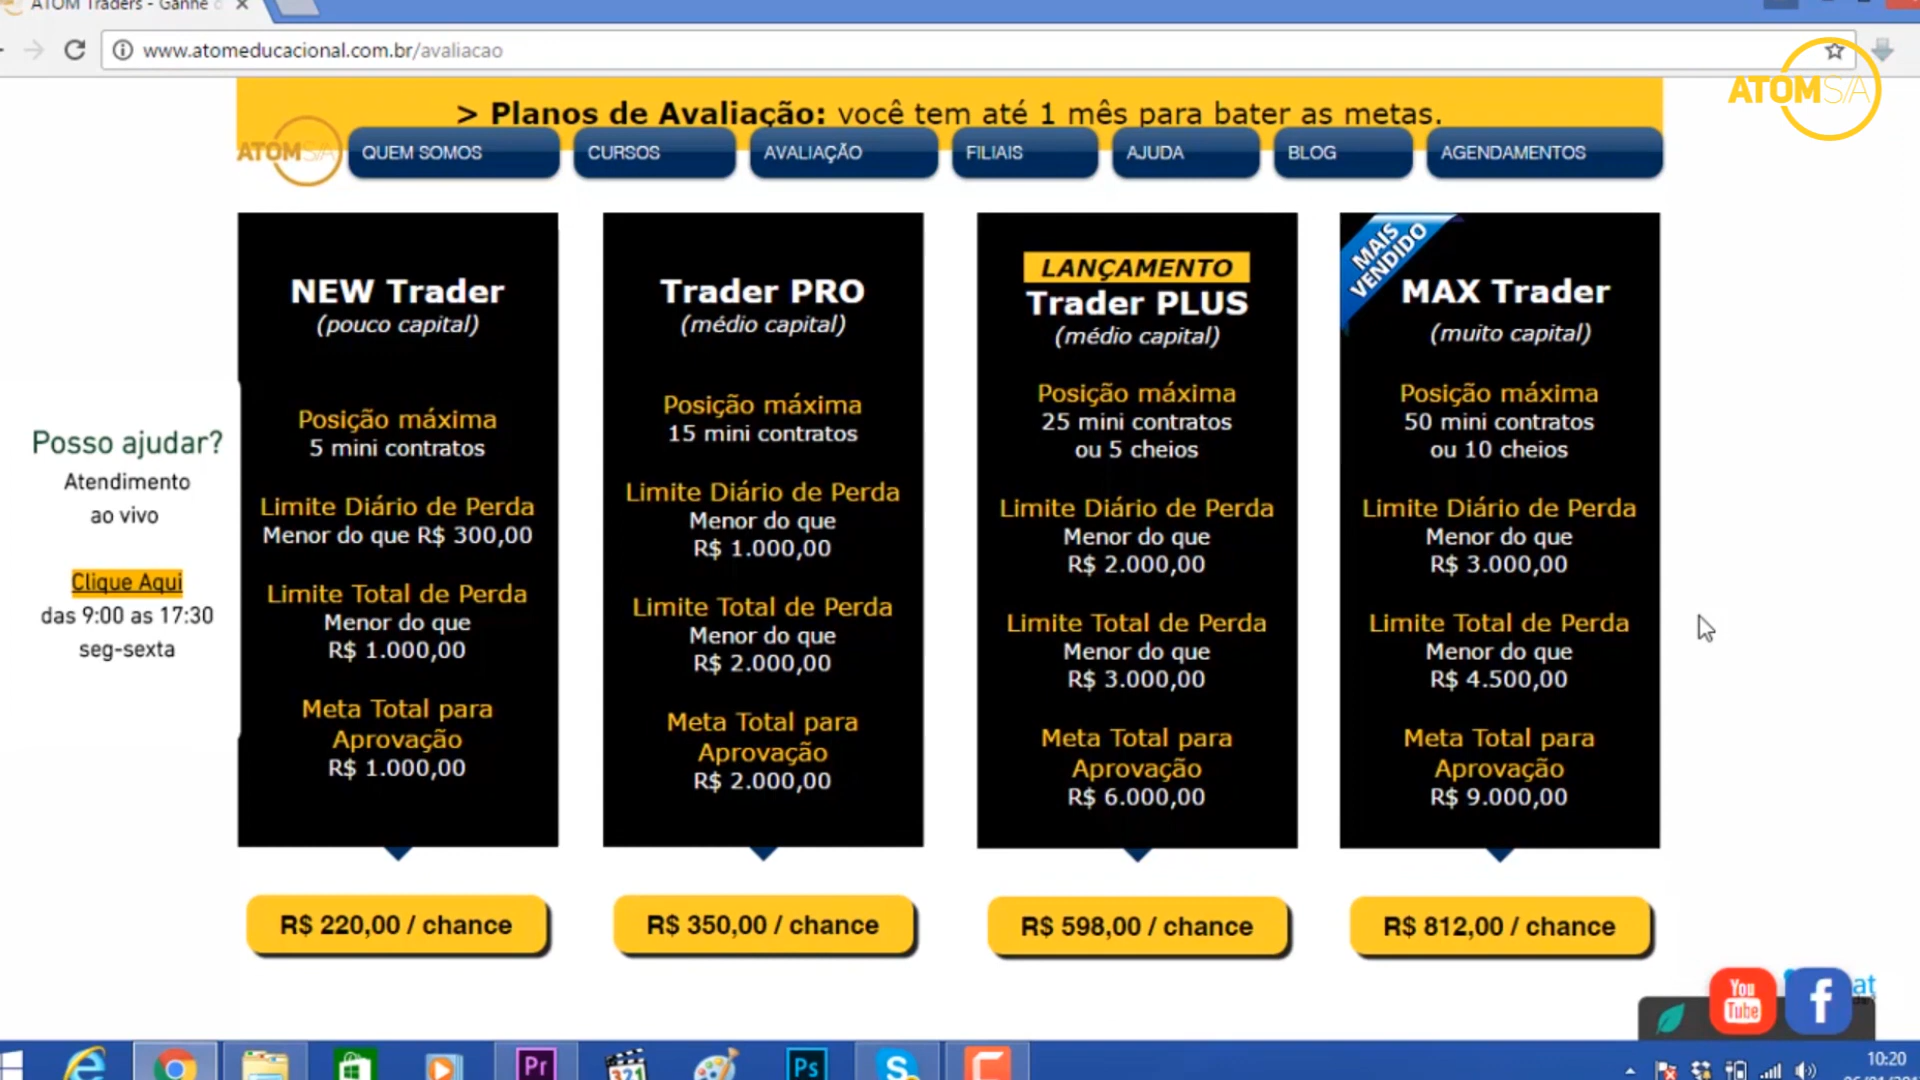 ATOM Traders - Ganhe
www.atomeducacional.com.br/avaliacao
ATOM S/A
> Planos de Avaliação: você tem até 1 mês para bater as metas.
ATOM S/A
QUEM SOMOS
CURSOS
AVALIAÇÃO
FILIAIS
AJUDA
BLOG
AGENDAMENTOS
Posso ajudar?
Atendimento
ao vivo
Clique Aqui
das 9:00 as 17:30
seg-sexta
NEW Trader
(pouco capital)
Posição máxima
5 mini contratos
Limite Diário de Perda
Menor do que R$ 300,00
Limite Total de Perda
Menor do que
R$ 1.000,00
Meta Total para
Aprovação
R$ 1.000,00
R$ 220,00 / chance
Trader PRO
(médio capital)
Posição máxima
15 mini contratos
Limite Diário de Perda
Menor do que
R$ 1.000,00
Limite Total de Perda
Menor do que
R$ 2.000,00
Meta Total para
Aprovação
R$ 2.000,00
R$ 350,00 / chance
LANÇAMENTO
Trader PLUS
(médio capital)
Posição máxima
25 mini contratos
ou 5 cheios
Limite Diário de Perda
Menor do que
R$ 2.000,00
Limite Total de Perda
Menor do que
R$ 3.000,00
Meta Total para
Aprovação
R$ 6.000,00
R$ 598,00 / chance
MAIS
VENDIDO
MAX Trader
(muito capital)
Posição máxima
50 mini contratos
ou 10 cheios
Limite Diário de Perda
Menor do que
R$ 3.000,00
Limite Total de Perda
Menor do que
R$ 4.500,00
Meta Total para
Aprovação
R$ 9.000,00
R$ 812,00 / chance
You
Tube
f
at
Pr
321
Ps
S
10:20